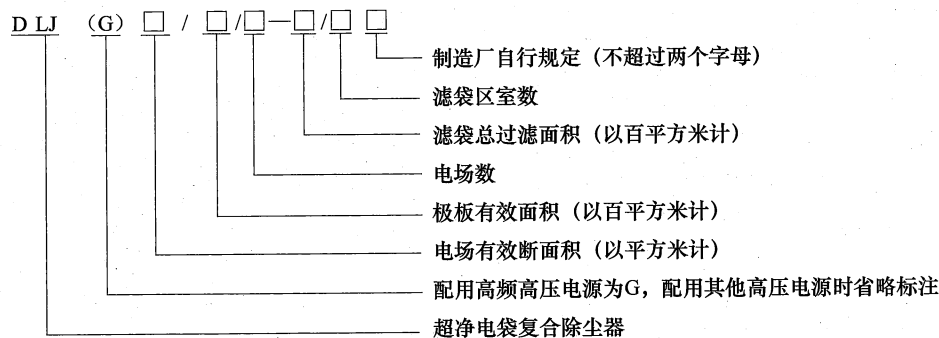 DLJ （G） □ / □/□—□/□ □
制造厂自行规定（不超过两个字母）
滤袋区室数
滤袋总过滤面积（以百平方米计）
电场数
极板有效面积（以百平方米计）
电场有效断面积（以平方米计）
配用高频高压电源为G，配用其他高压电源时省略标注
超净电袋复合除尘器